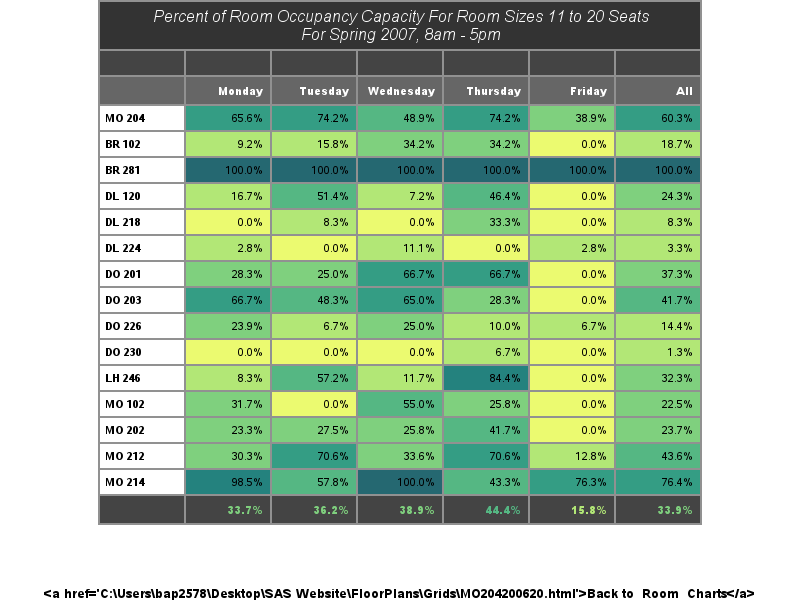 Percent of Room Occupancy Capacity For Room Sizes 11 to 20 Seats
For Spring 2007, 8am - 5pm
Monday Tuesday Wednesday Thursday Friday All
MO 204 65.6% 74.2% 48.9% 74.2% 38.9% 60.3%
BR 102 9.2% 15.8% 34.2% 34.2% 0.0% 18.7%
BR 281 100.0% 100.0% 100.0% 100.0% 100.0% 100.0%
DL 120 16.7% 51.4% 7.2% 46.4% 0.0% 24.3%
DL 218 0.0% 8.3% 0.0% 33.3% 0.0% 8.3%
DL 224 2.8% 0.0% 11.1% 0.0% 2.8% 3.3%
DO 201 28.3% 25.0% 66.7% 66.7% 0.0% 37.3%
DO 203 66.7% 48.3% 65.0% 28.3% 0.0% 41.7%
DO 226 23.9% 6.7% 25.0% 10.0% 6.7% 14.4%
DO 230 0.0% 0.0% 0.0% 6.7% 0.0% 1.3%
LH 246 8.3% 57.2% 11.7% 84.4% 0.0% 32.3%
MO 102 31.7% 0.0% 55.0% 25.8% 0.0% 22.5%
MO 202 23.3% 27.5% 25.8% 41.7% 0.0% 23.7%
MO 212 30.3% 70.6% 33.6% 70.6% 12.8% 43.6%
MO 214 98.5% 57.8% 100.0% 43.3% 76.3% 76.4%
33.7% 36.2% 38.9% 44.4% 15.8% 33.9%
<a href='C:\Users\bap2578\Desktop\SAS Website\FloorPlans\Grids\MO204200620.html'>Back to Room Charts</a>